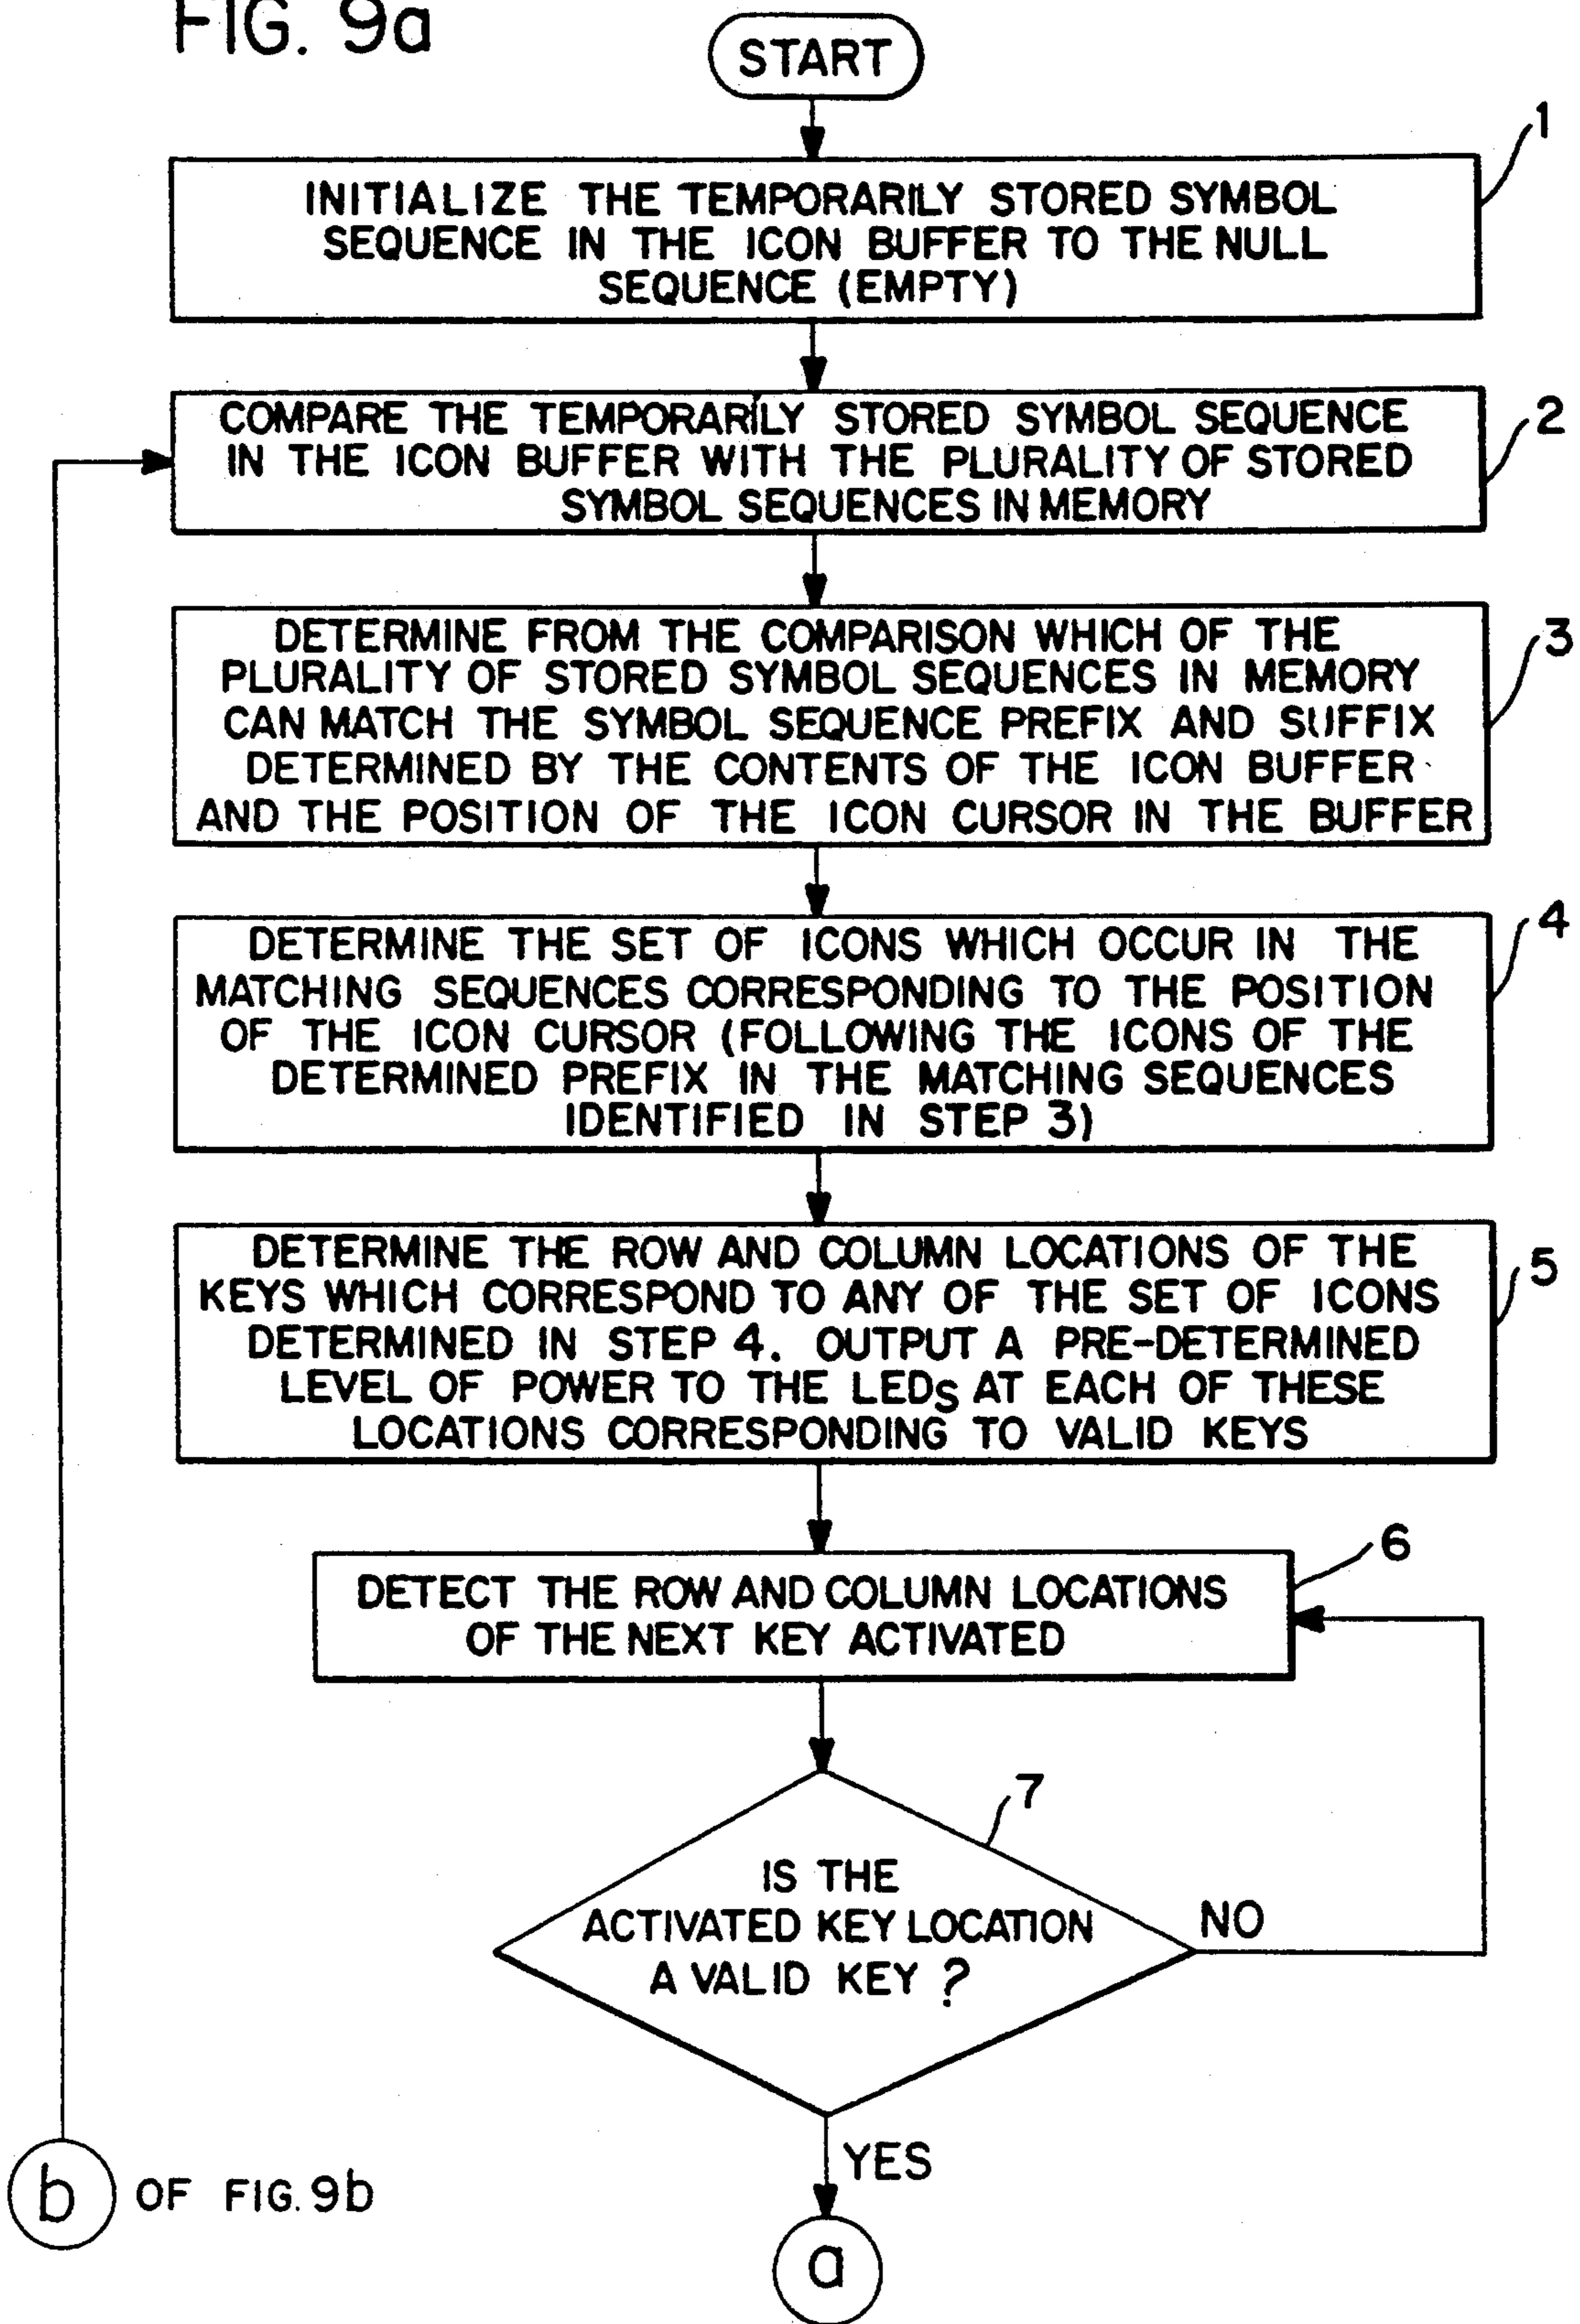 FIG. 9a
START
1
INITIALIZE THE TEMPORARILY STORED SYMBOL
SEQUENCE IN THE ICON BUFFER TO THE NULL
SEQUENCE (EMPTY)
2
COMPARE THE TEMPORARILY STORED SYMBOL SEQUENCE
IN THE ICON BUFFER WITH THE PLURALITY OF STORED
SYMBOL SEQUENCES IN MEMORY
3
DETERMINE FROM THE COMPARISON WHICH OF THE
PLURALITY OF STORED SYMBOL SEQUENCES IN MEMORY
CAN MATCH THE SYMBOL SEQUENCE PREFIX AND SUFFIX
DETERMINED BY THE CONTENTS OF THE ICON BUFFER
AND THE POSITION OF THE ICON CURSOR IN THE BUFFER
4
DETERMINE THE SET OF ICONS WHICH OCCUR IN THE
MATCHING SEQUENCES CORRESPONDING TO THE POSITION
OF THE ICON CURSOR (FOLLOWING THE ICONS OF THE
DETERMINED PREFIX IN THE MATCHING SEQUENCES
IDENTIFIED IN STEP 3)
5
DETERMINE THE ROW AND COLUMN LOCATIONS OF THE
KEYS WHICH CORRESPOND TO ANY OF THE SET OF ICONS
DETERMINED IN STEP 4. OUTPUT A PRE-DETERMINED
LEVEL OF POWER TO THE LEDs AT EACH OF THESE
LOCATIONS CORRESPONDING TO VALID KEYS
6
DETECT THE ROW AND COLUMN LOCATIONS
OF THE NEXT KEY ACTIVATED
7
IS THE
ACTIVATED KEY LOCATION
A VALID KEY ?
NO
YES
b OF FIG. 9b
a